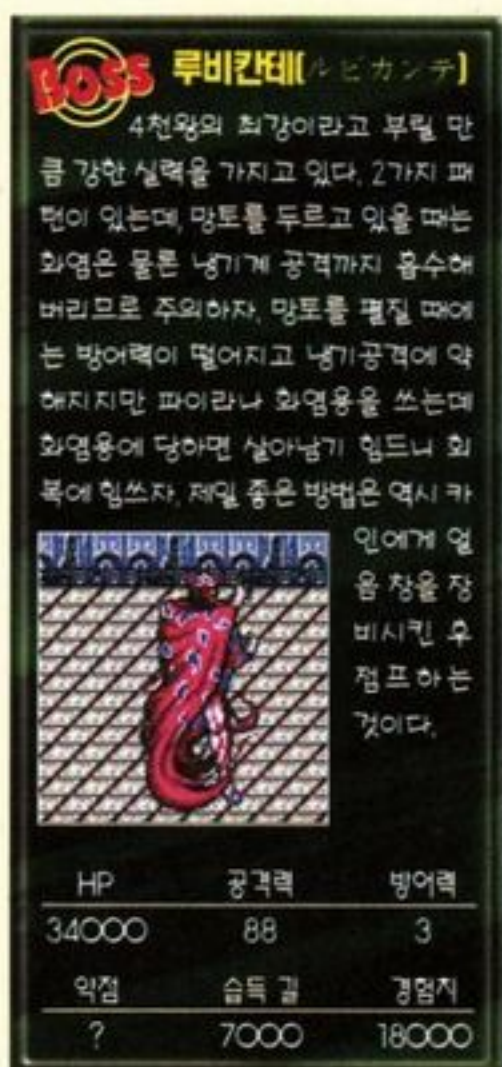 BOSS 루비칸테(ルビカンテ)
4천왕의 최강이라고 부릴 만
큼 강한 실력을 가지고 있다. 2가지 패
턴이 있는데, 망토를 두르고 있을 때는
화염은 물론 냉기계 공격까지 흡수해
버리므로 주의하자. 망토를 펼질 때에
는 방어력이 떨어지고 냉기공격에 약
해지지만 파이라나 화염용을 쓰는데
화염용에 당하면 살아남기 힘드니 회
복에 힘쓰자. 제일 좋은 방법은 역시 카
인에게 얼
음 창을 장
비시킨 후
점프하는
것이다.
HP 공격력 방어력
34000 88 3
약점 습득 길 경험치
? 7000 18000